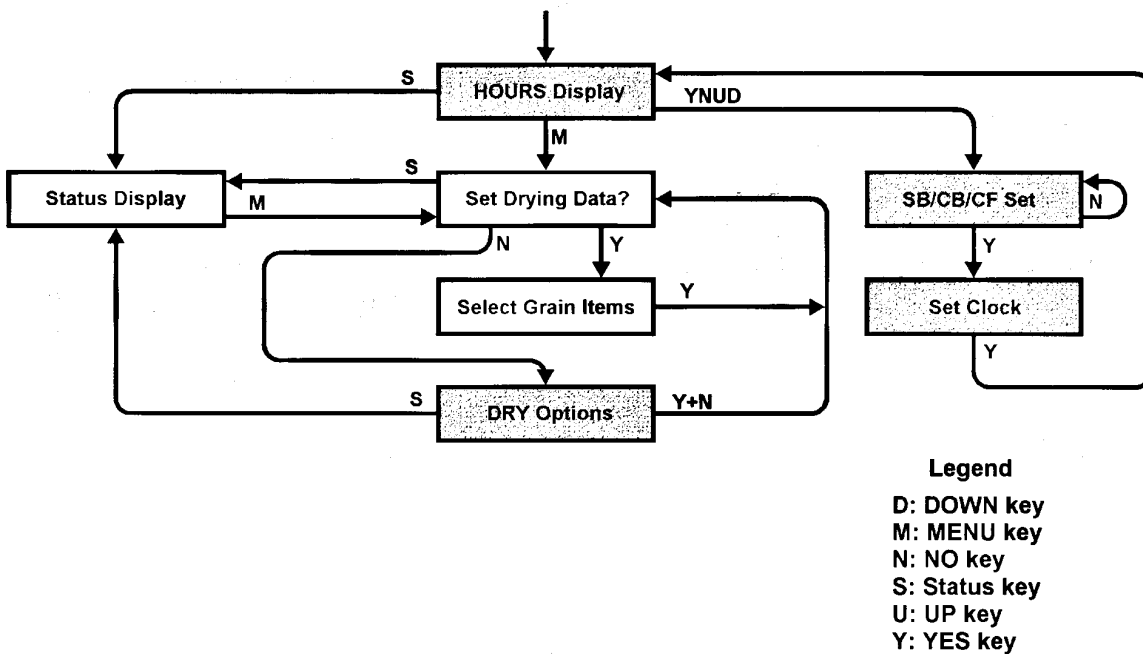 S
HOURS Display
YNUD
M
S
Status Display
Set Drying Data?
SB/CB/CF Set
N
M
N
Y
Y
Select Grain Items
Y
Set Clock
Y
S
DRY Options
Y+N
Legend
D: DOWN key
M: MENU key
N: NO key
S: Status key
U: UP key
Y: YES key